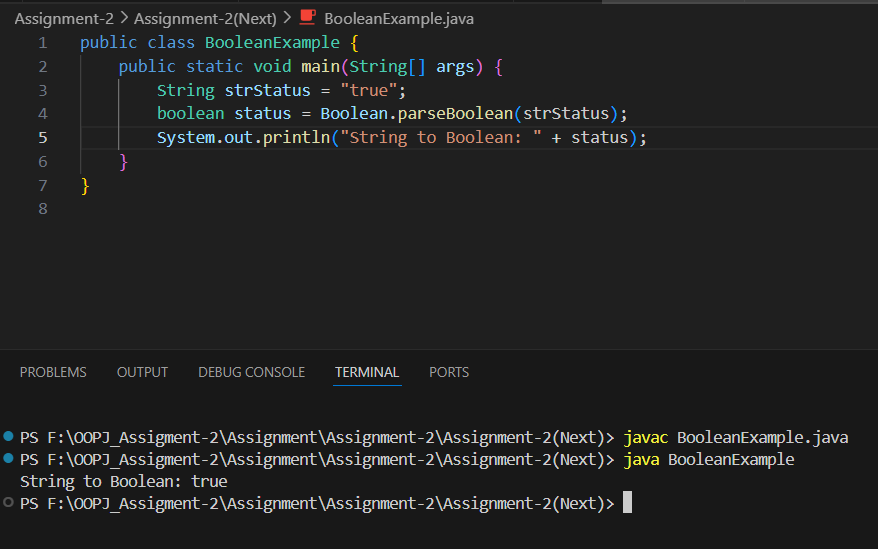 Assignment-2 > Assignment-2(Next) > BooleanExample.java
1 public class BooleanExample {
2     public static void main(String[] args) {
3         String strStatus = "true";
4         boolean status = Boolean.parseBoolean(strStatus);
5         System.out.println("String to Boolean: " + status);
6     }
7 }
8
PROBLEMS OUTPUT DEBUG CONSOLE TERMINAL PORTS
PS F:\OOPJ_Assigment-2\Assignment\Assignment-2\Assignment-2(Next)> javac BooleanExample.java
PS F:\OOPJ_Assigment-2\Assignment\Assignment-2\Assignment-2(Next)> java BooleanExample
String to Boolean: true
PS F:\OOPJ_Assigment-2\Assignment\Assignment-2\Assignment-2(Next)>